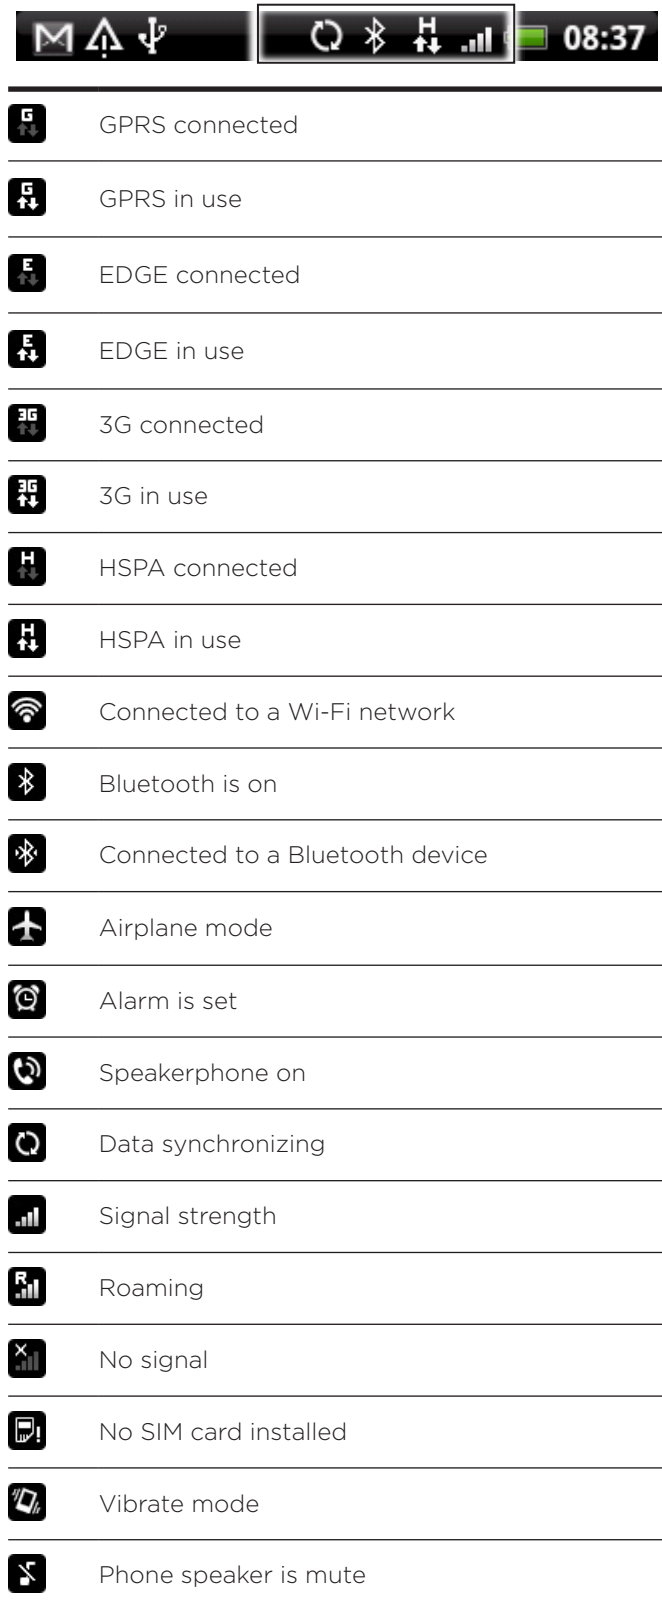 H 08:37
G GPRS connected
G GPRS in use
E EDGE connected
E EDGE in use
3G 3G connected
3G 3G in use
H HSPA connected
H HSPA in use
Connected to a Wi-Fi network
Bluetooth is on
Connected to a Bluetooth device
Airplane mode
Alarm is set
Speakerphone on
Data synchronizing
Signal strength
R Roaming
No signal
No SIM card installed
Vibrate mode
Phone speaker is mute